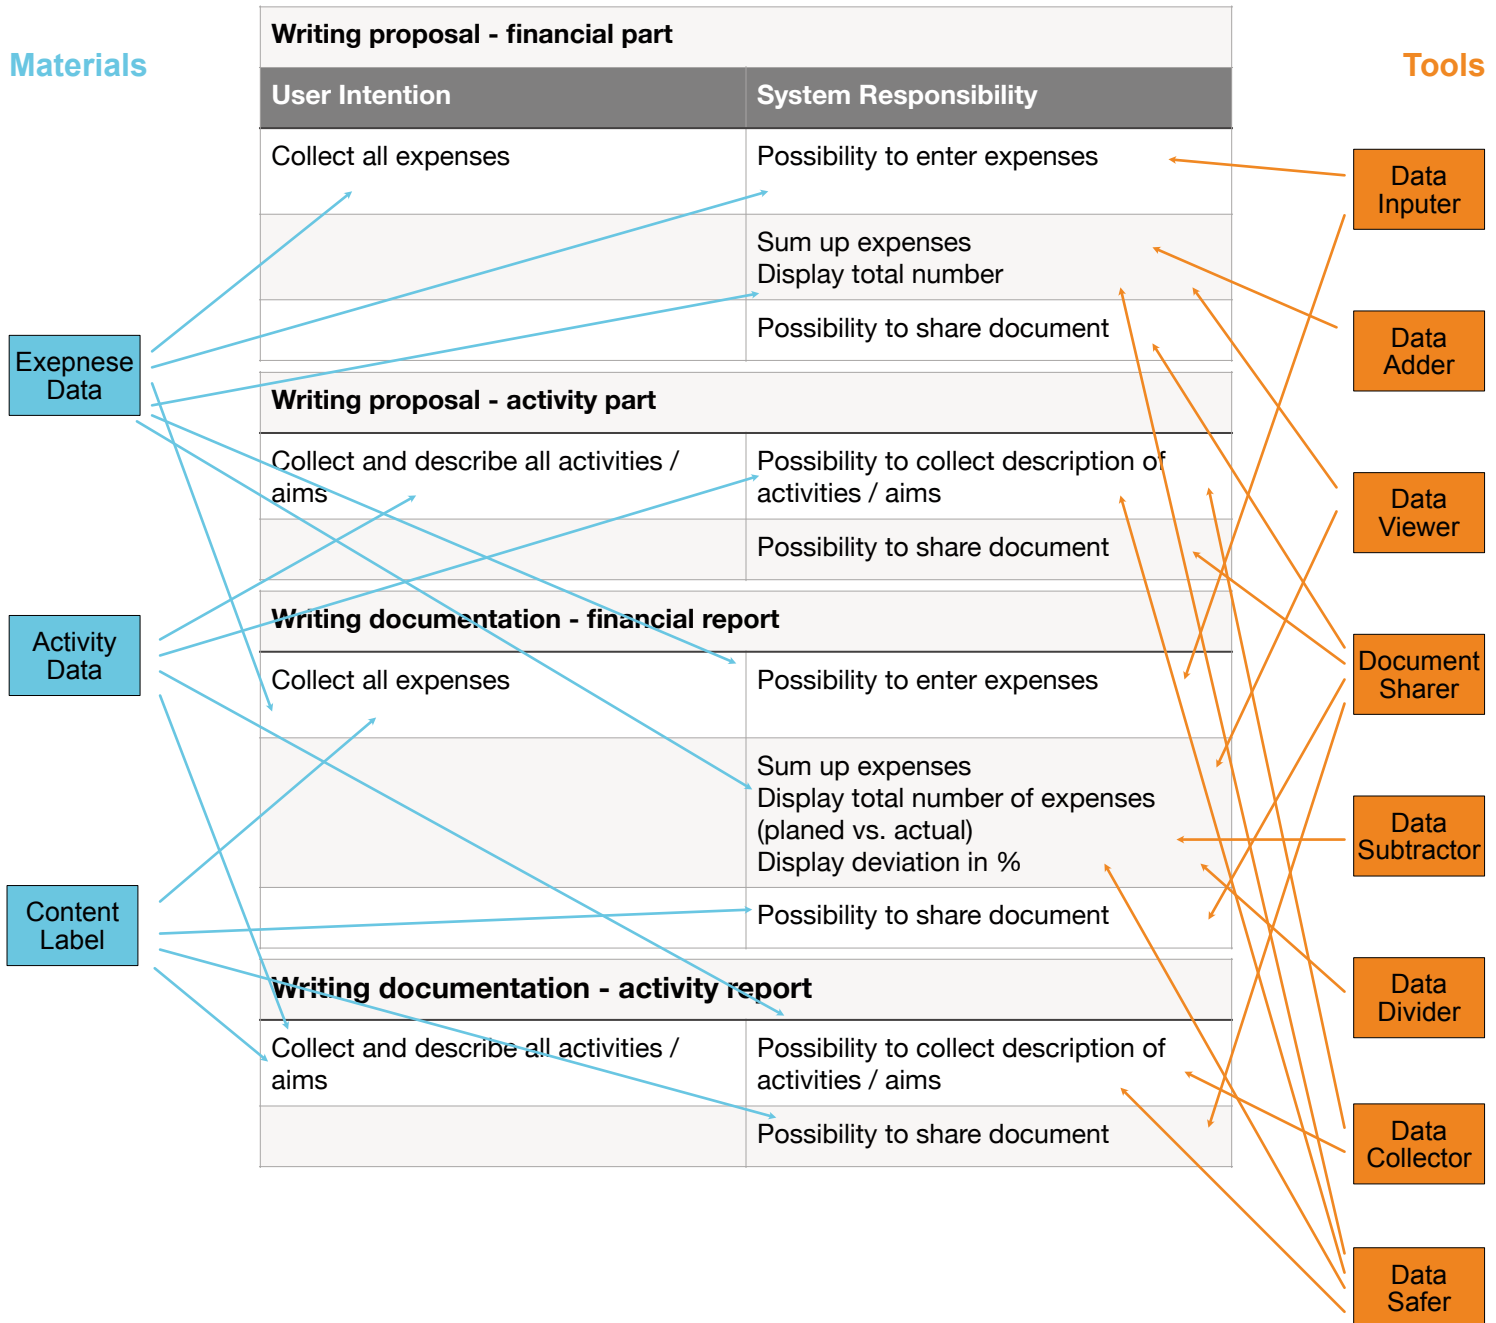 Materials
Tools
Writing proposal - financial part
User Intention
System Responsibility
Collect all expenses
Possibility to enter expenses
Sum up expenses
Display total number
Possibility to share document
Writing proposal - activity part
Collect and describe all activities /
aims
Possibility to collect description of
activities / aims
Possibility to share document
Writing documentation - financial report
Collect all expenses
Possibility to enter expenses
Sum up expenses
Display total number of expenses
(planed vs. actual)
Display deviation in %
Possibility to share document
Writing documentation - activity report
Collect and describe all activities /
aims
Possibility to collect description of
activities / aims
Possibility to share document
Exepnese
Data
Activity
Data
Content
Label
Data
Inputer
Data
Adder
Data
Viewer
Document
Sharer
Data
Subtractor
Data
Divider
Data
Collector
Data
Safer